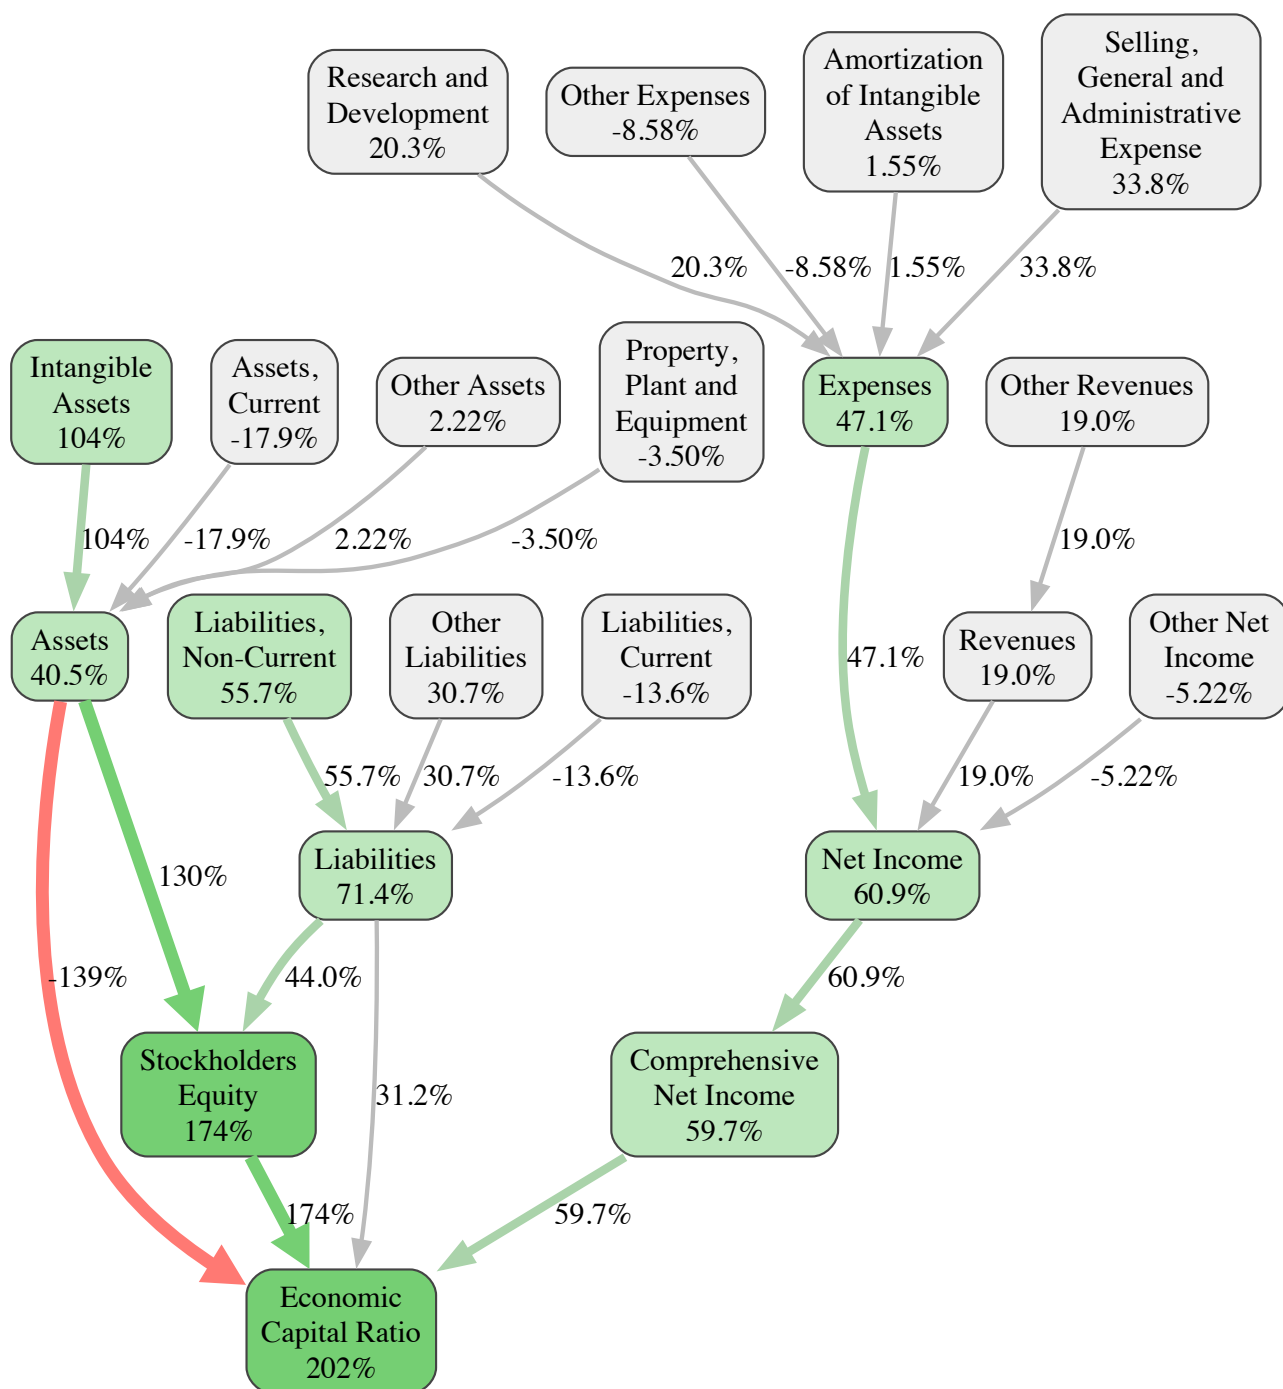 Research and
Development
20.3%
Other Expenses
-8.58%
Amortization
of Intangible
Assets
1.55%
Selling,
General and
Administrative
Expense
33.8%
20.3%
-8.58%
1.55%
33.8%
Intangible
Assets
104%
Assets,
Current
-17.9%
Other Assets
2.22%
Property,
Plant and
Equipment
-3.50%
Expenses
47.1%
Other Revenues
19.0%
104%
-17.9%
2.22%
-3.50%
19.0%
Assets
40.5%
Liabilities,
Non-Current
55.7%
Other
Liabilities
30.7%
Liabilities,
Current
-13.6%
47.1%
Revenues
19.0%
Other Net
Income
-5.22%
55.7%
30.7%
-13.6%
19.0%
-5.22%
130%
Liabilities
71.4%
Net Income
60.9%
-139%
44.0%
60.9%
Stockholders
Equity
174%
31.2%
Comprehensive
Net Income
59.7%
174%
59.7%
Economic
Capital Ratio
202%